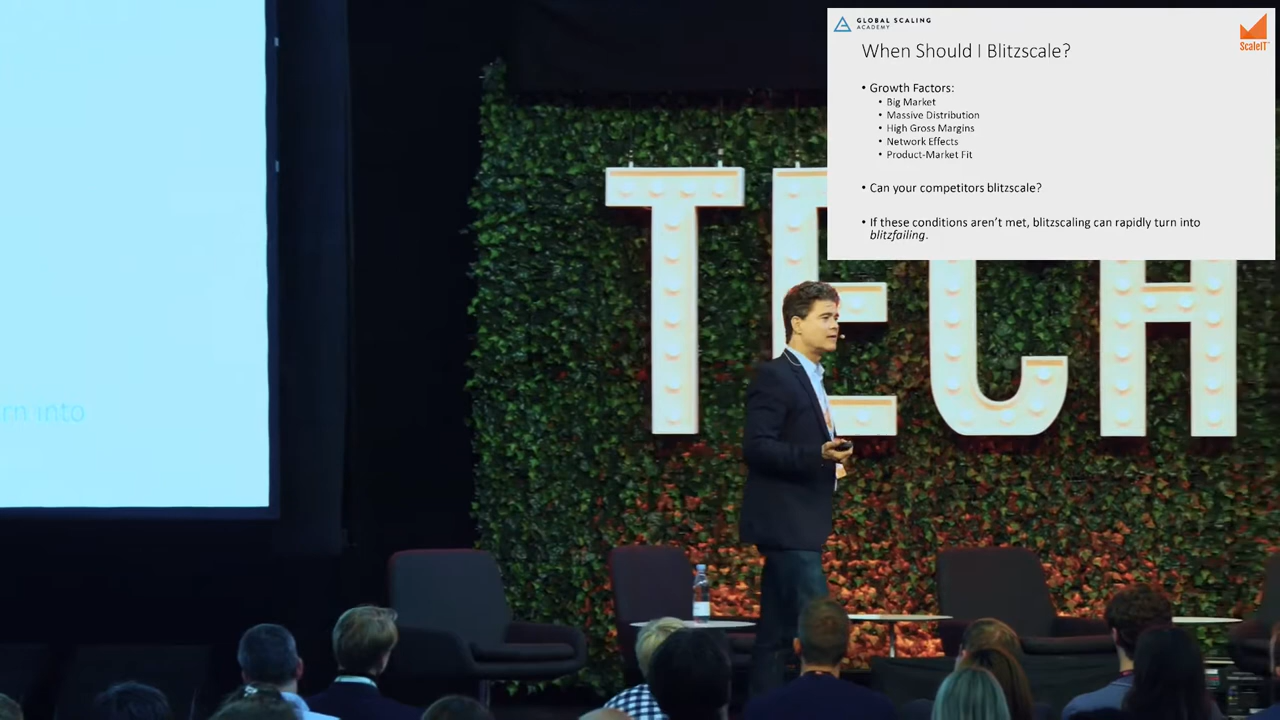 GLOBAL SCALING
ACADEMY
ScaleIT
When Should I Blitzscale?
• Growth Factors:
• Big Market
• Massive Distribution
• High Gross Margins
• Network Effects
• Product-Market Fit
• Can your competitors blitzscale?
• If these conditions aren't met, blitzscaling can rapidly turn into
blitzfailing.
TECH
rn into